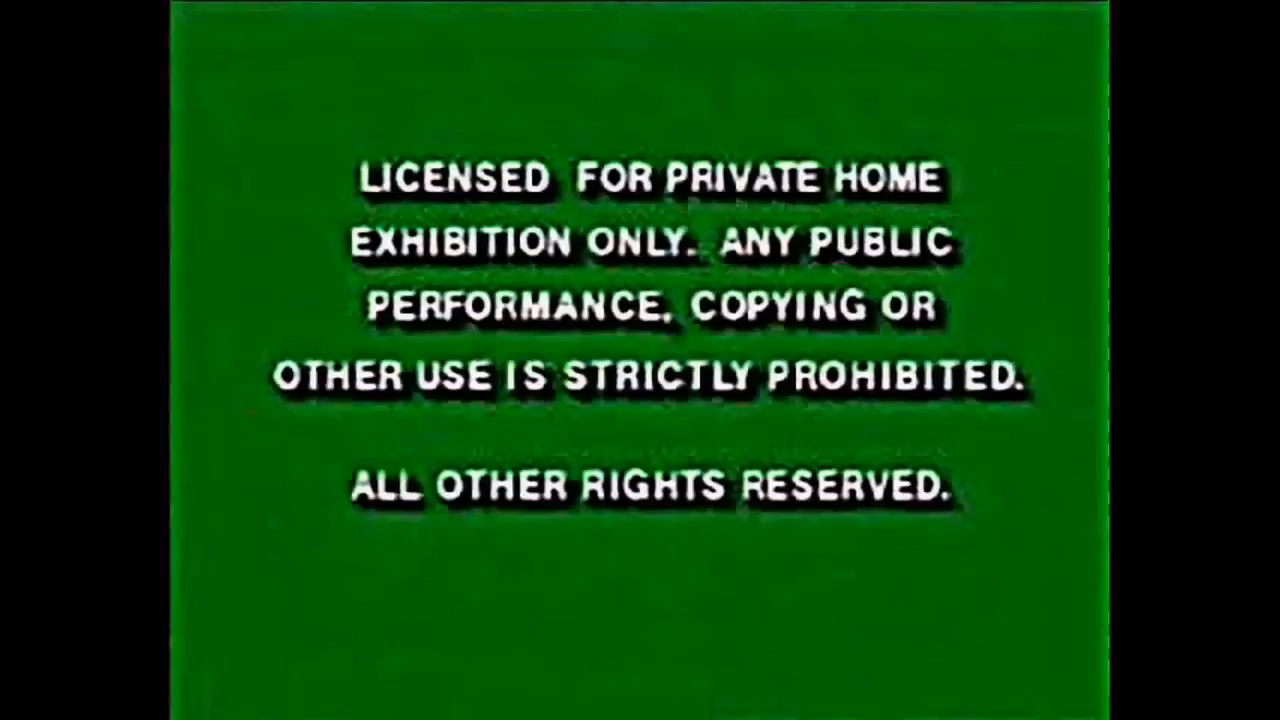 LICENSED FOR PRIVATE HOME
EXHIBITION ONLY. ANY PUBLIC
PERFORMANCE, COPYING OR
OTHER USE IS STRICTLY PROHIBITED.
ALL OTHER RIGHTS RESERVED.